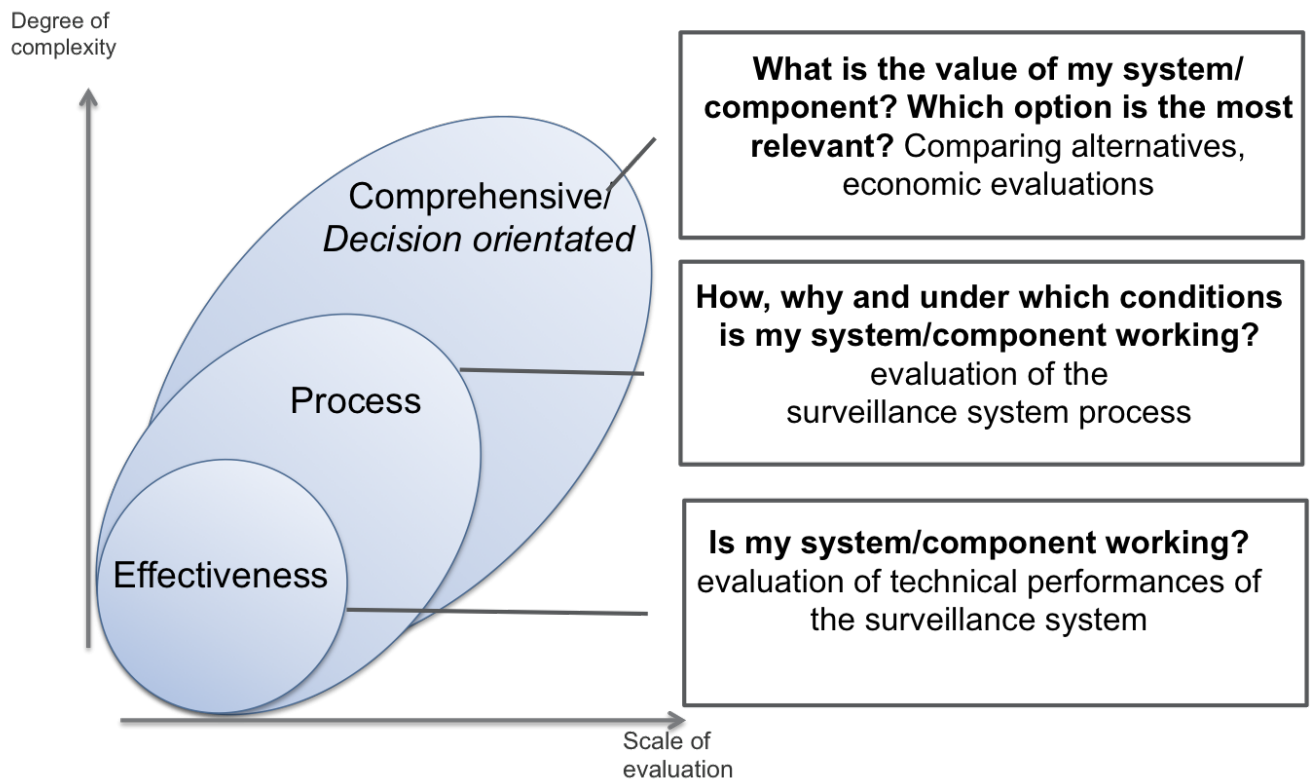 Degree of
complexity
What is the value of my system/
component? Which option is the most
relevant? Comparing alternatives,
economic evaluations
Comprehensive/
Decision orientated
How, why and under which conditions
is my system/component working?
evaluation of the
surveillance system process
Process
Is my system/component working?
evaluation of technical performances of
the surveillance system
Effectiveness
Scale of
evaluation